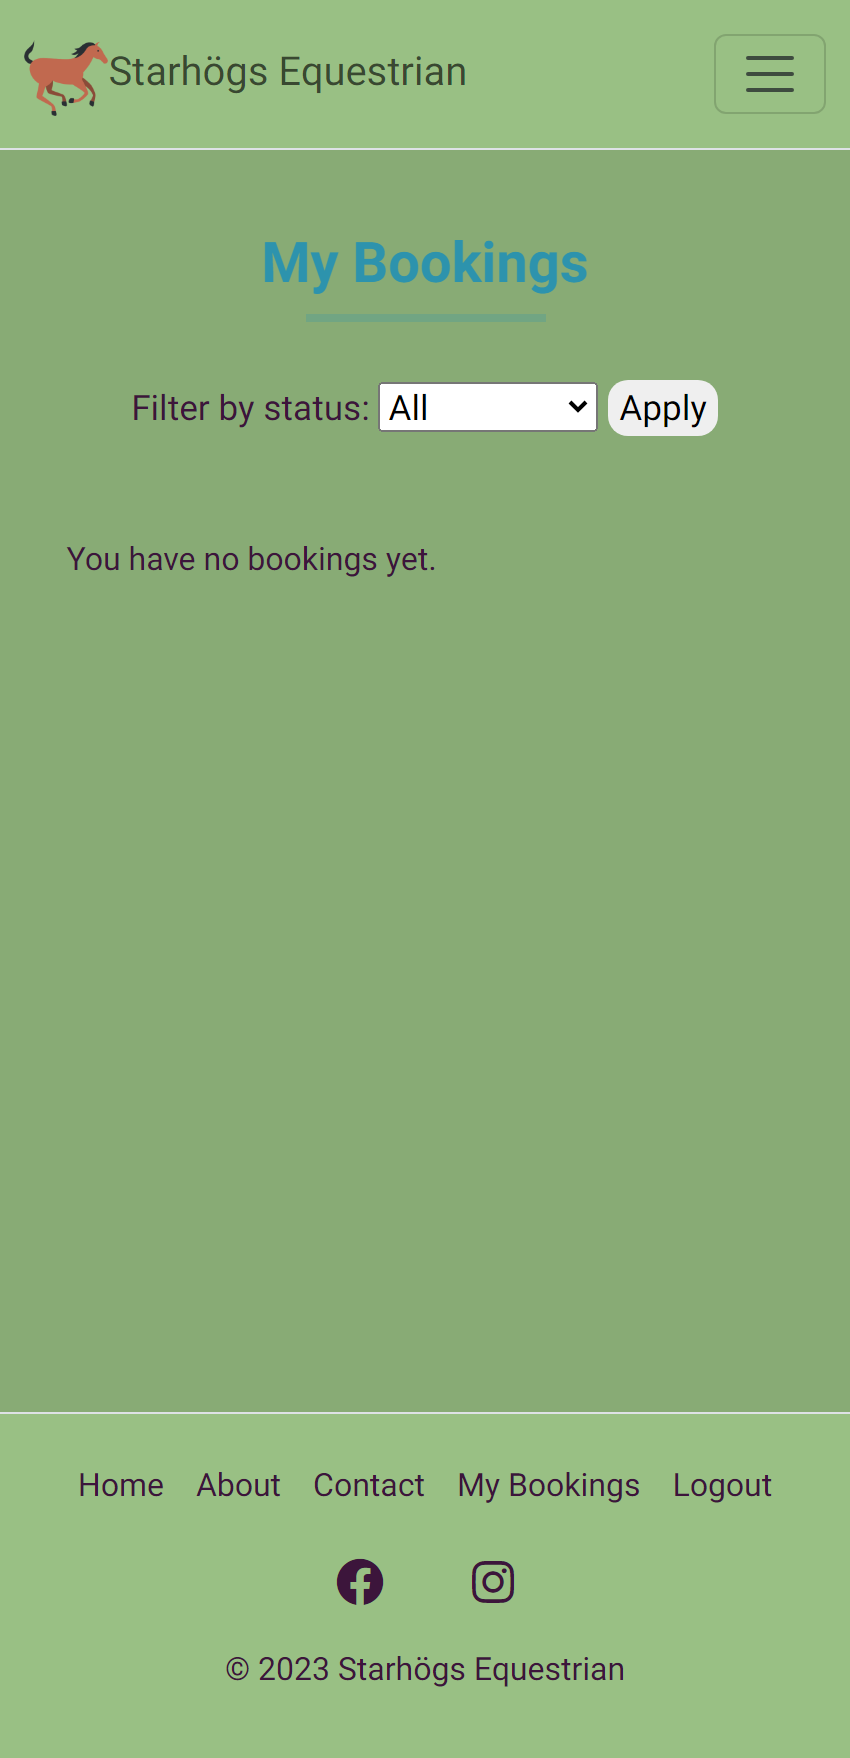 Starhögs Equestrian
My Bookings
Filter by status: All Apply
You have no bookings yet.
Home About Contact My Bookings Logout
© 2023 Starhögs Equestrian